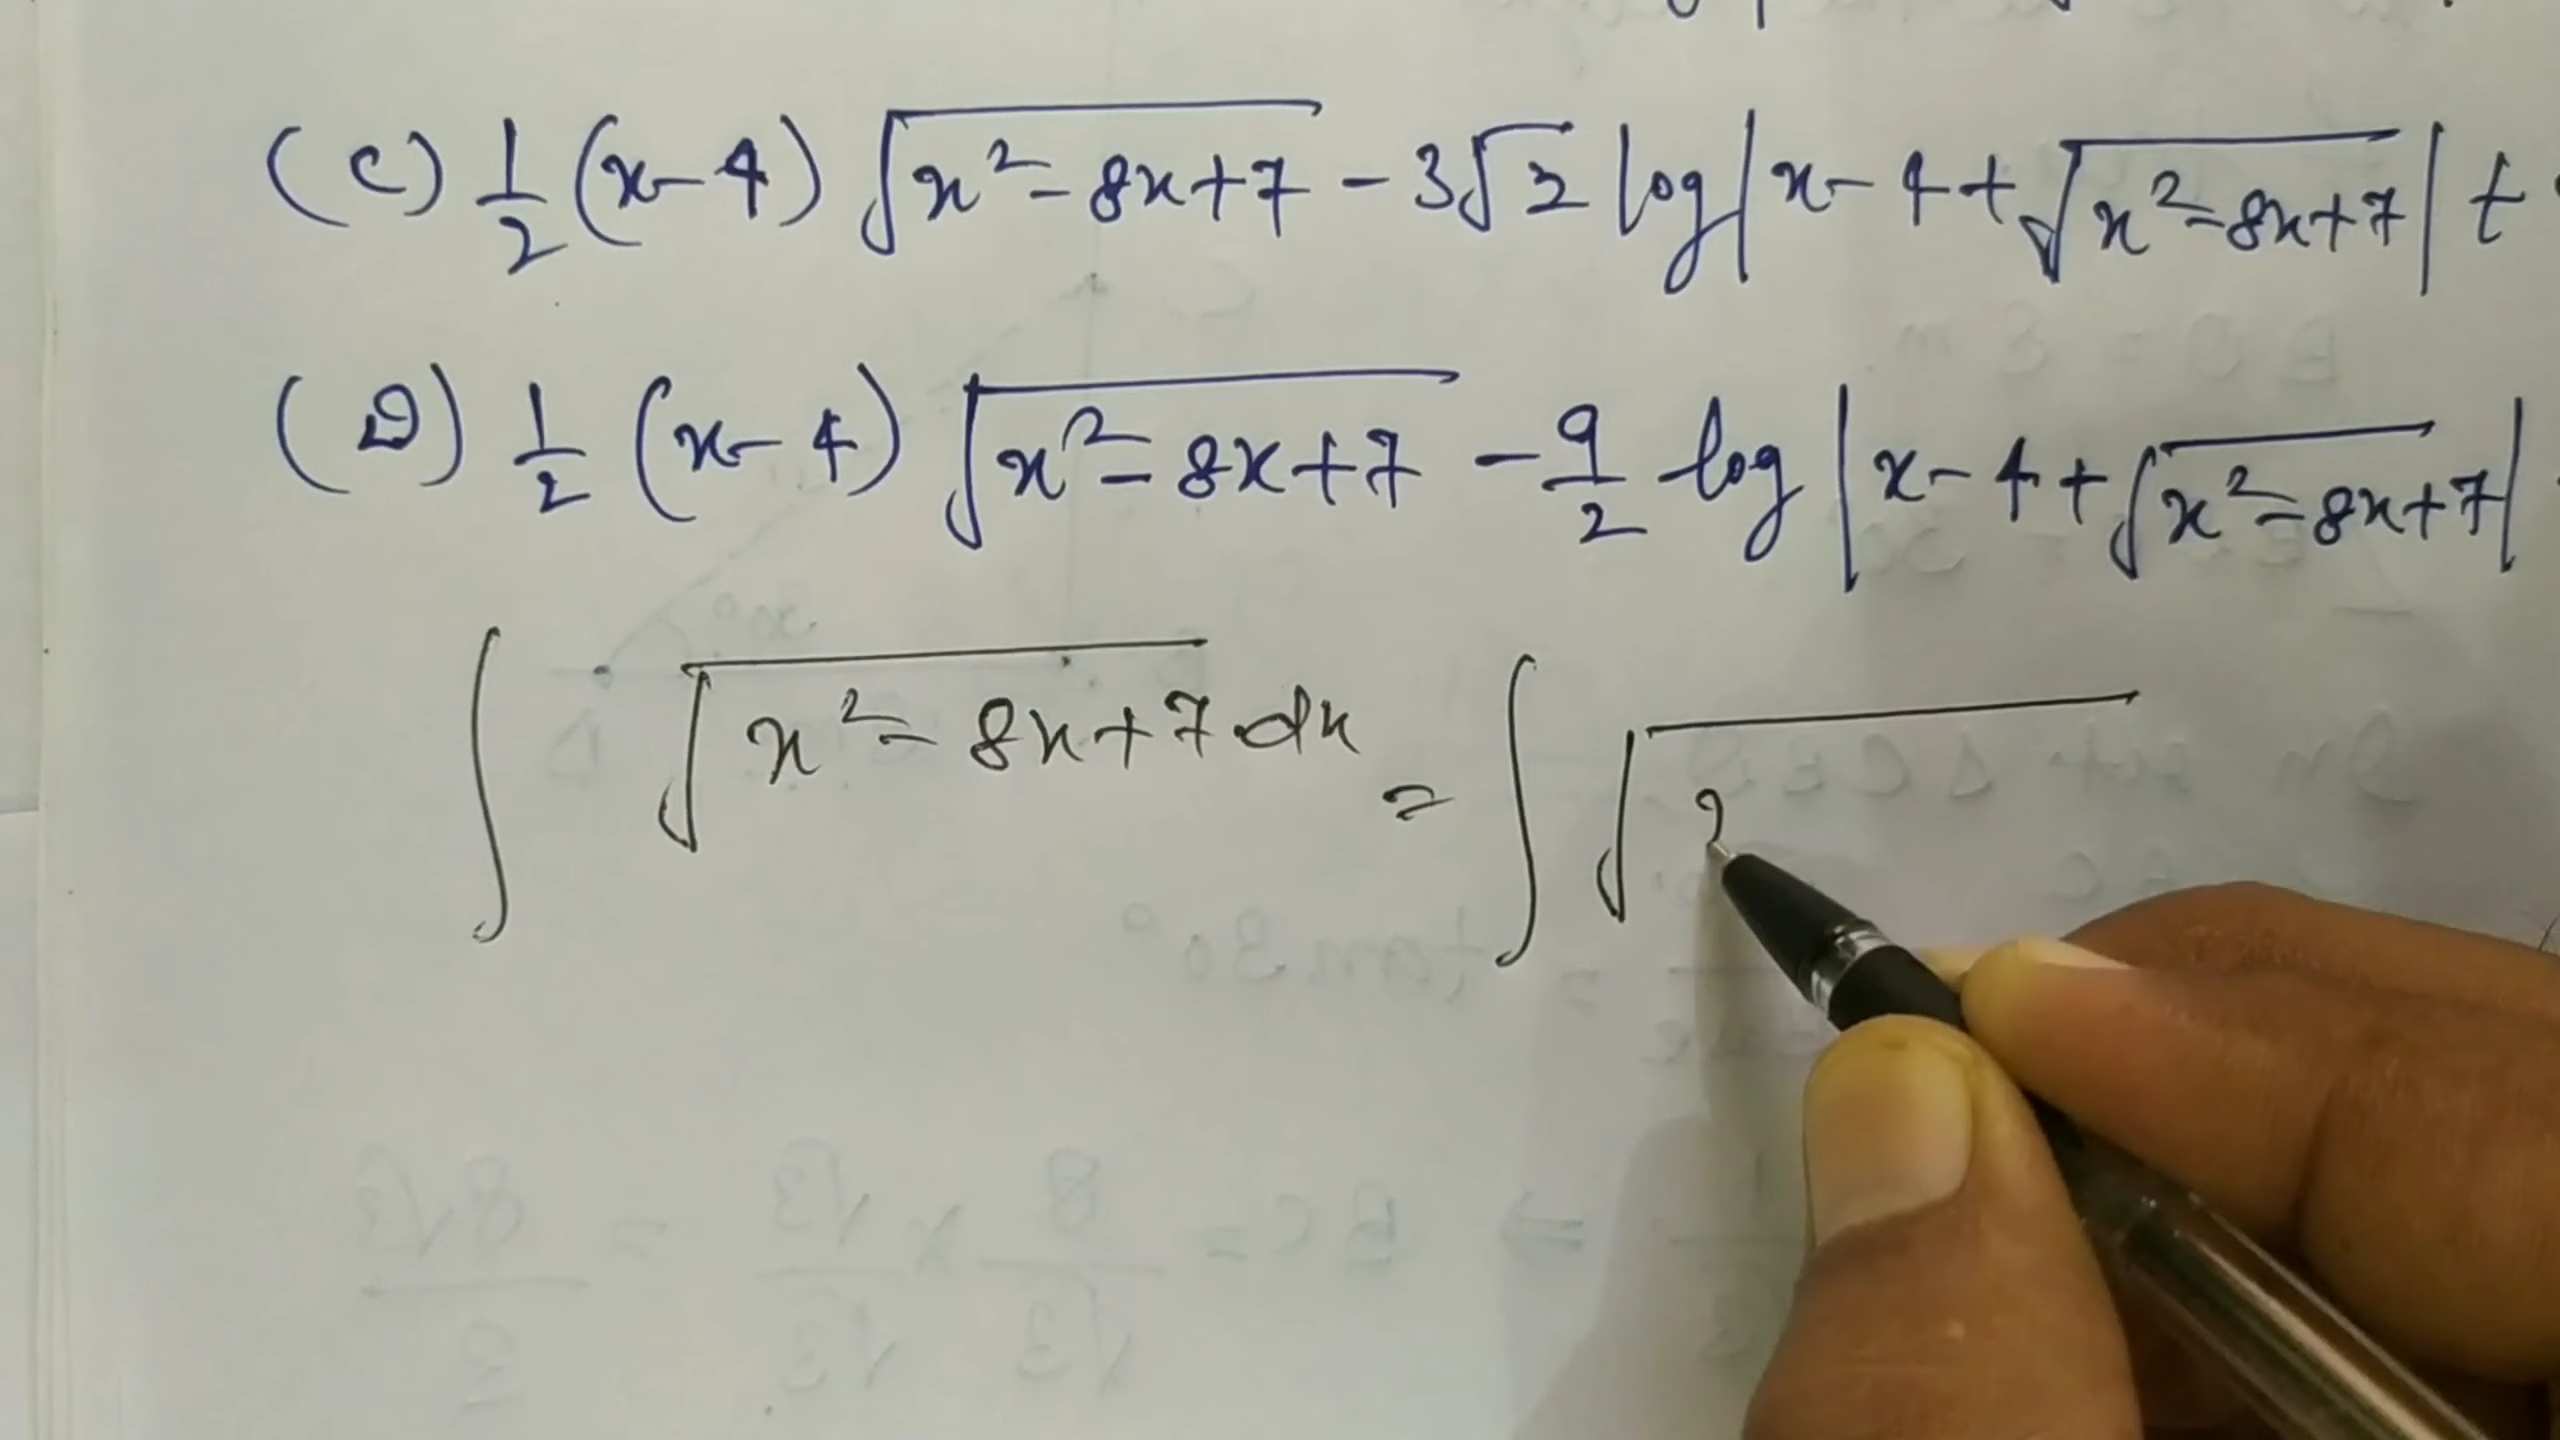 (C) 1/2 (x-4) √(x²-8x+7) - 3√2 log|x-4+√(x²-8x+7)| +
(D) 1/2 (x-4) √(x²-8x+7) - 9/2 log|x-4+√(x²-8x+7)|
∫ √(x²-8x+7) dx = ∫ √